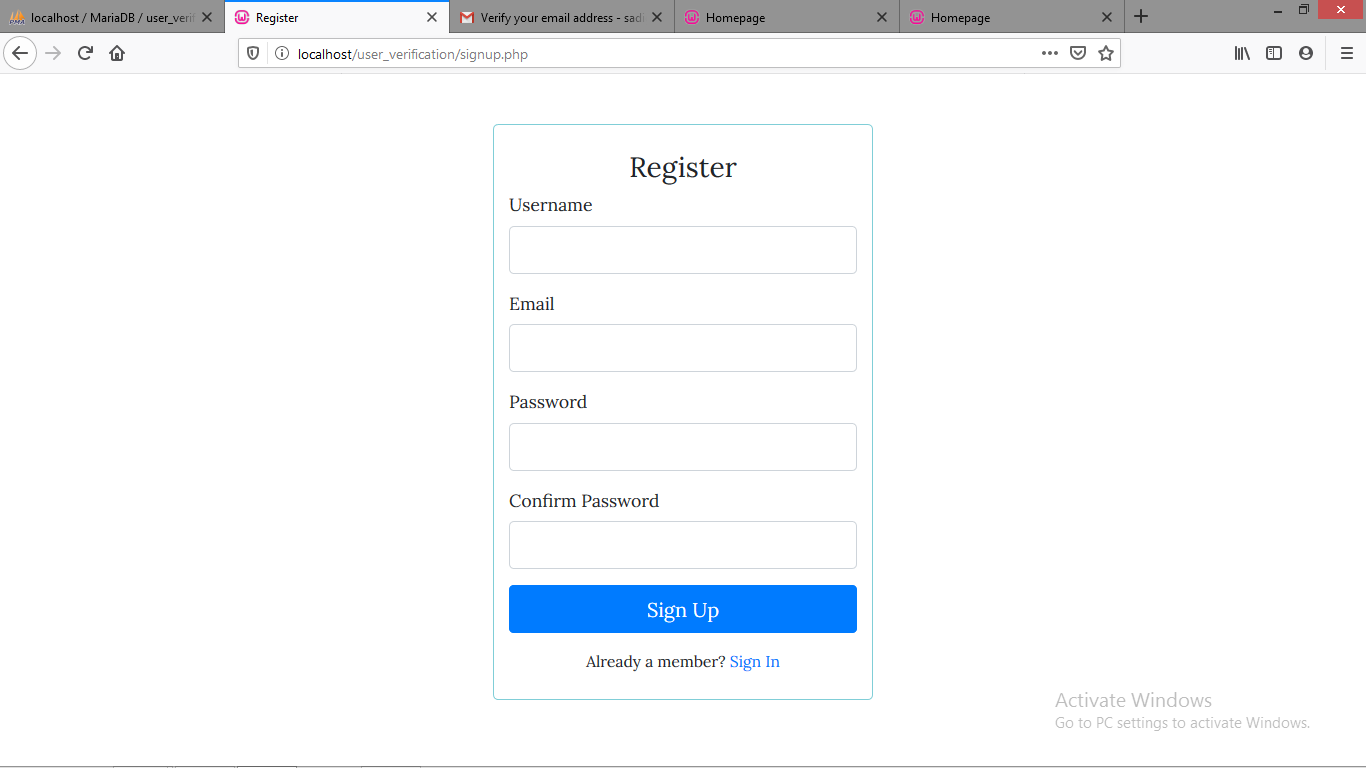 localhost / MariaDB / user_verif
Register
Verify your email address - sadi
Homepage
Homepage
localhost/user_verification/signup.php
Register
Username
Email
Password
Confirm Password
Sign Up
Already a member? Sign In
Activate Windows
Go to PC settings to activate Windows.